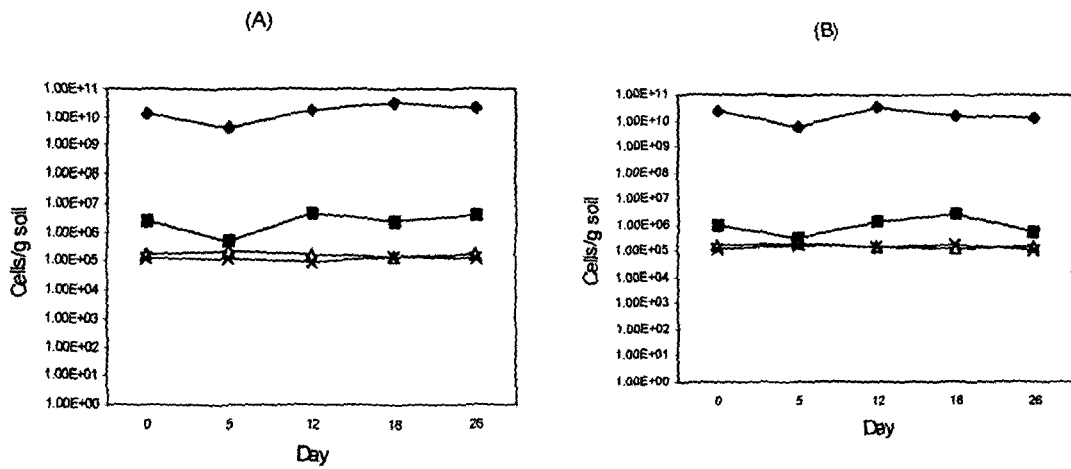 (A)
1.00E+11
1.00E+10
1.00E+09
1.00E+08
1.00E+07
1.00E+06
1.00E+05
1.00E+04
1.00E+03
1.00E+02
1.00E+01
1.00E+00
Cells/g soil
0 5 12 18 26
Day
(B)
1.00E+11
1.00E+10
1.00E+09
1.00E+08
1.00E+07
1.00E+06
1.00E+05
1.00E+04
1.00E+03
1.00E+02
1.00E+01
1.00E+00
Cells/g soil
0 5 12 18 26
Day